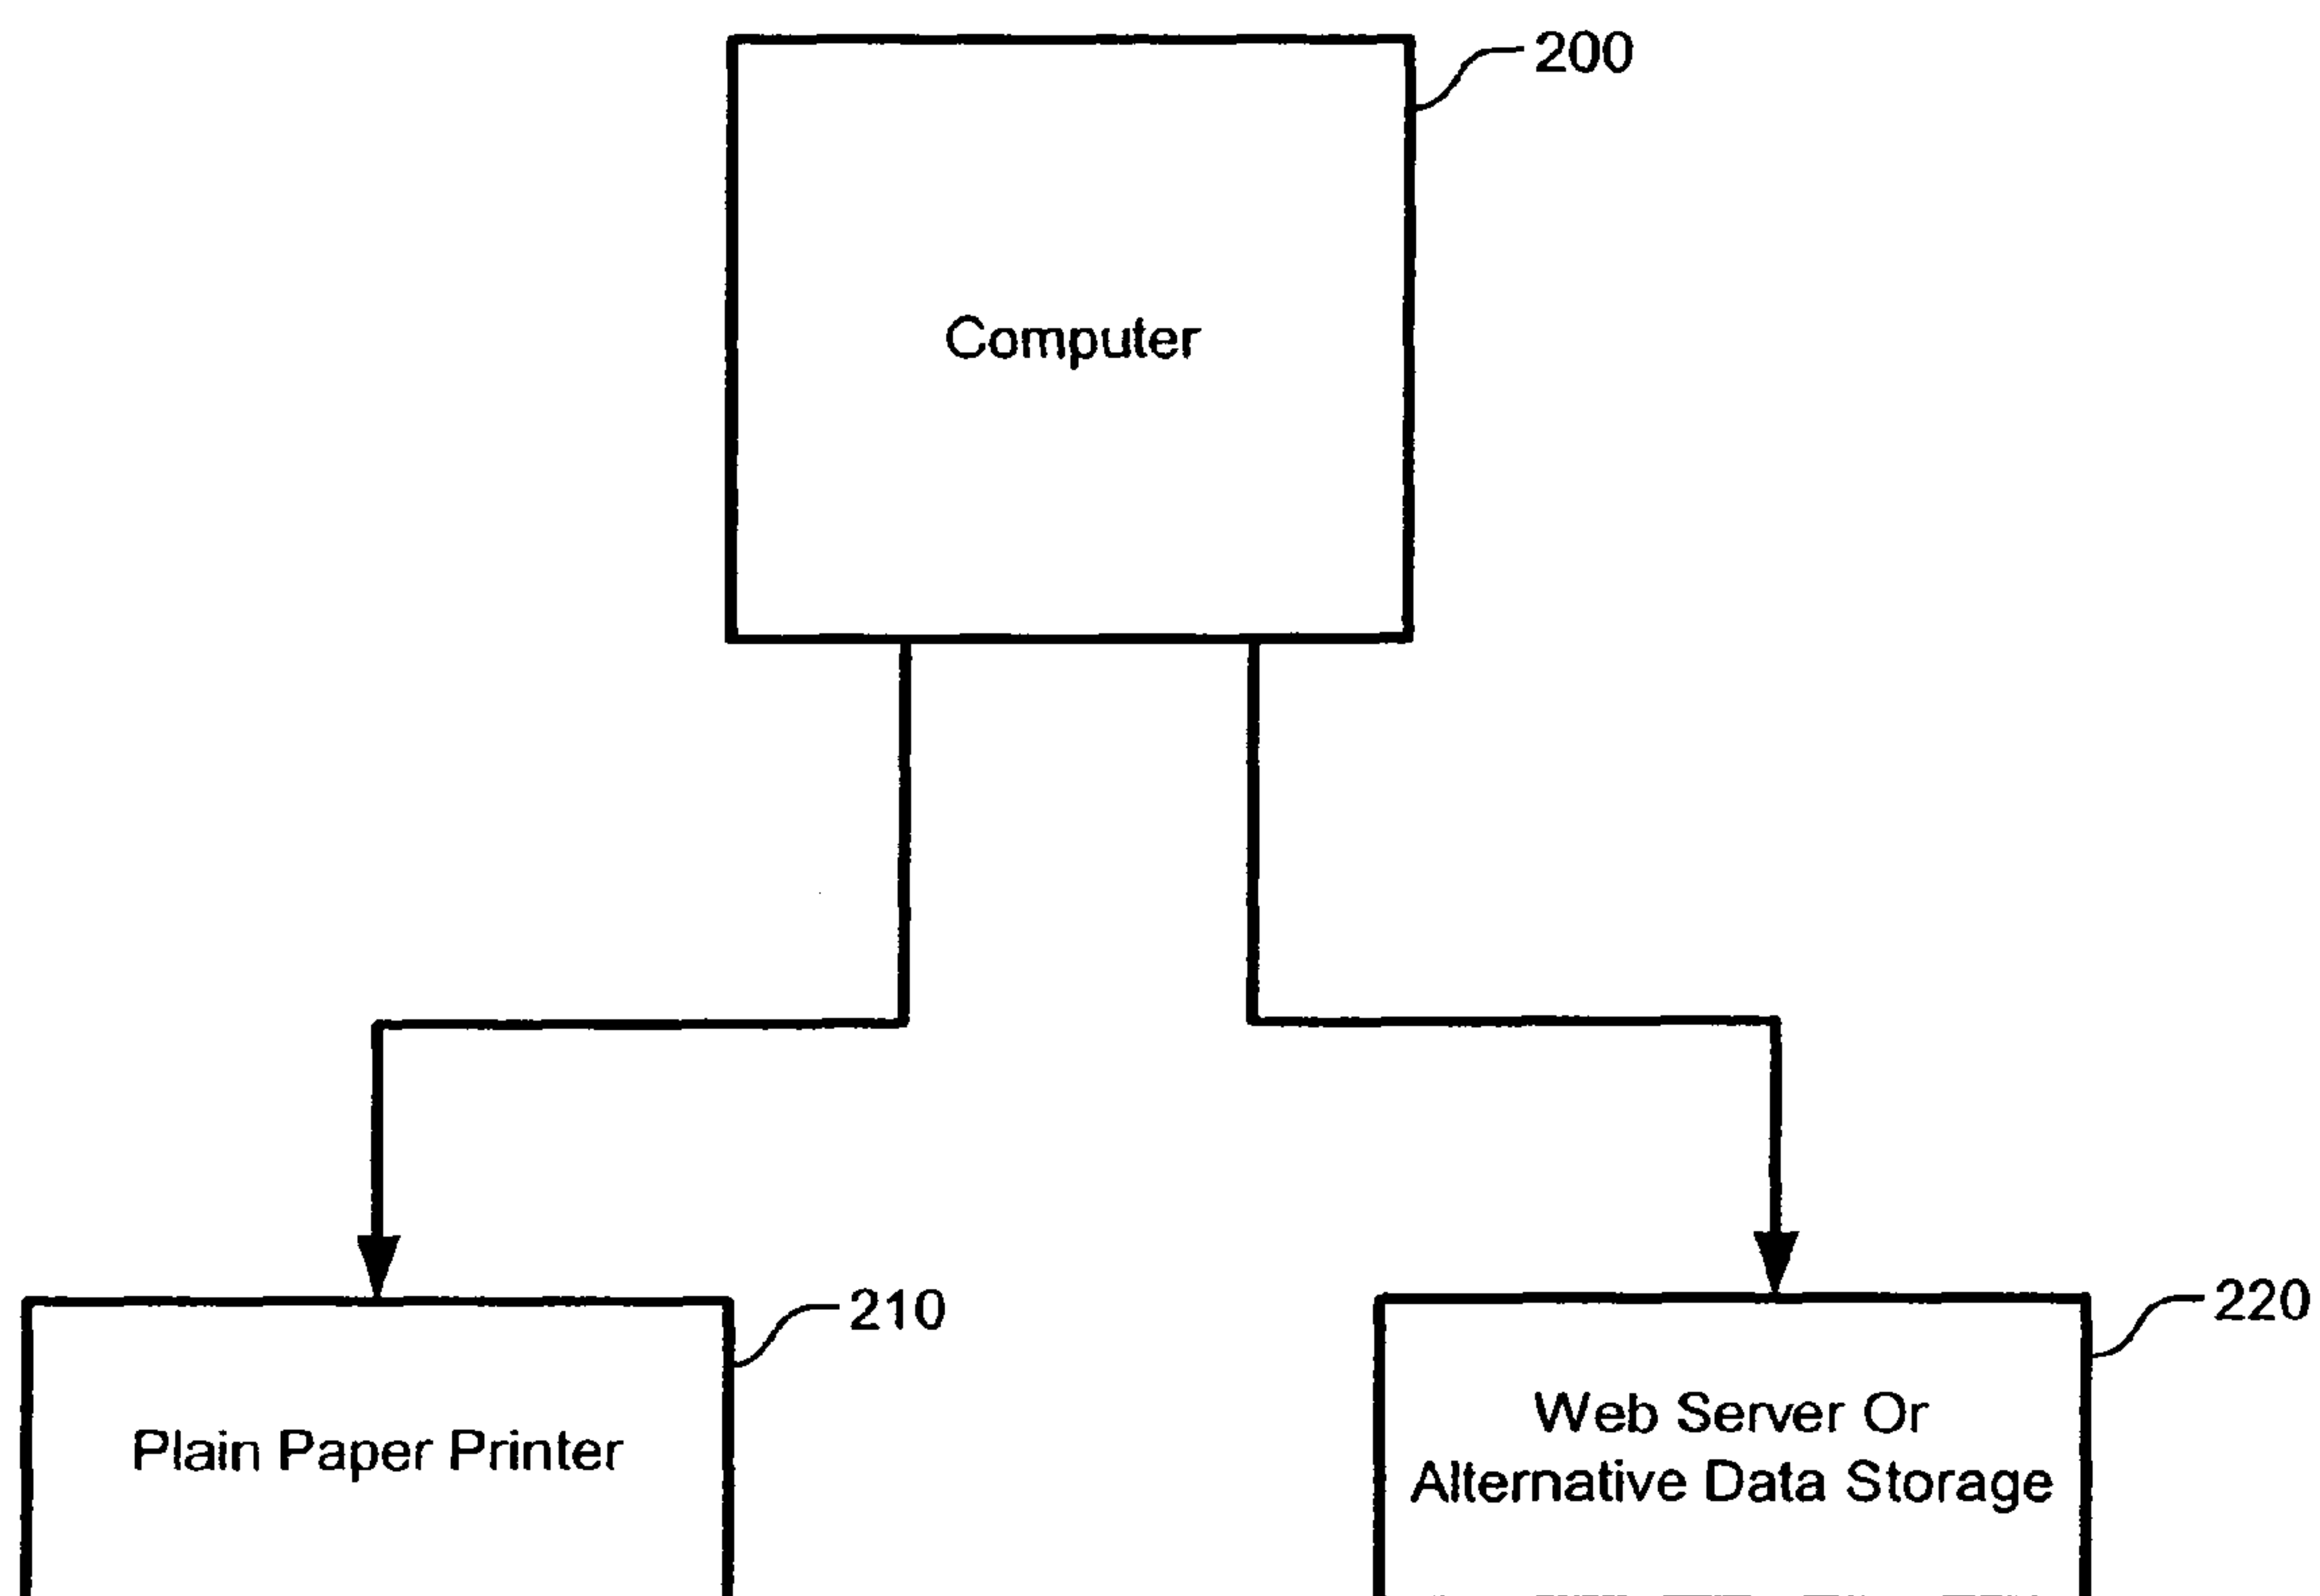 200
Computer
210
Plain Paper Printer
220
Web Server Or
Alternative Data Storage